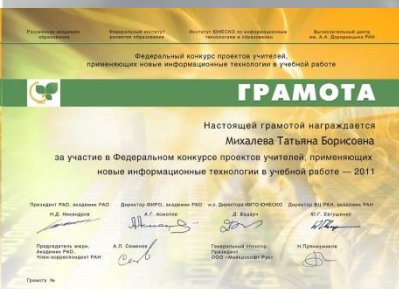 Российская академия образования
Федеральный институт развития образования
Институт ЮНЕСКО по информационным технологиям в образовании
Вычислительный центр им. А.А. Дородницына РАН
Федеральный конкурс проектов учителей,
применяющих новые информационные технологии в учебной работе
ГРАМОТА
Настоящей грамотой награждается
Михалева Татьяна Борисовна
за участие в Федеральном конкурсе проектов учителей, применяющих
новые информационные технологии в учебной работе — 2011
Президент РАО, академик РАО
Директор ФИРО, академик РАО
и.о. Директора ИИТО ЮНЕСКО
Директор ВЦ РАН, академик РАН
Н.Д. Никандров
А.Г. Асмолов
Д. Бадарч
Ю.Г. Евтушенко
Председатель жюри,
Академик РАО,
Член-корреспондент РАН
А.Л. Семенов
Генеральный спонсор,
Президент
ООО «Майкрософт Рус»
Н.Прянишников
Грамота №